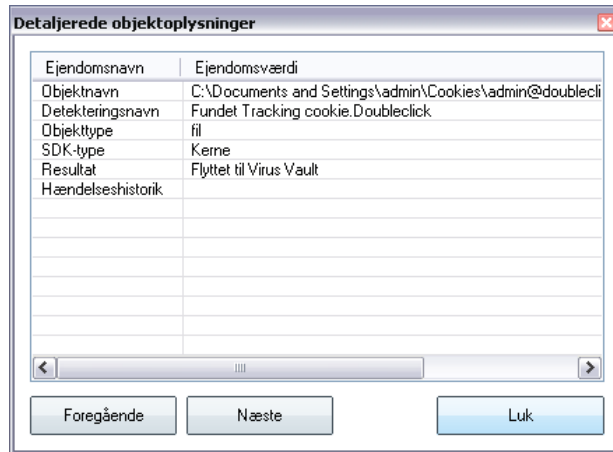 Detaljerede objektoplysninger
Ejendomsnavn Ejendomsværdi
Objektnavn C:\Documents and Settings\admin\Cookies\admin@doublecli
Detekteringsnavn Fundet Tracking cookie.Doubleclick
Objekttype fil
SDK-type Kerne
Resultat Flyttet til Virus Vault
Hændelseshistorik
Foregående Næste Luk